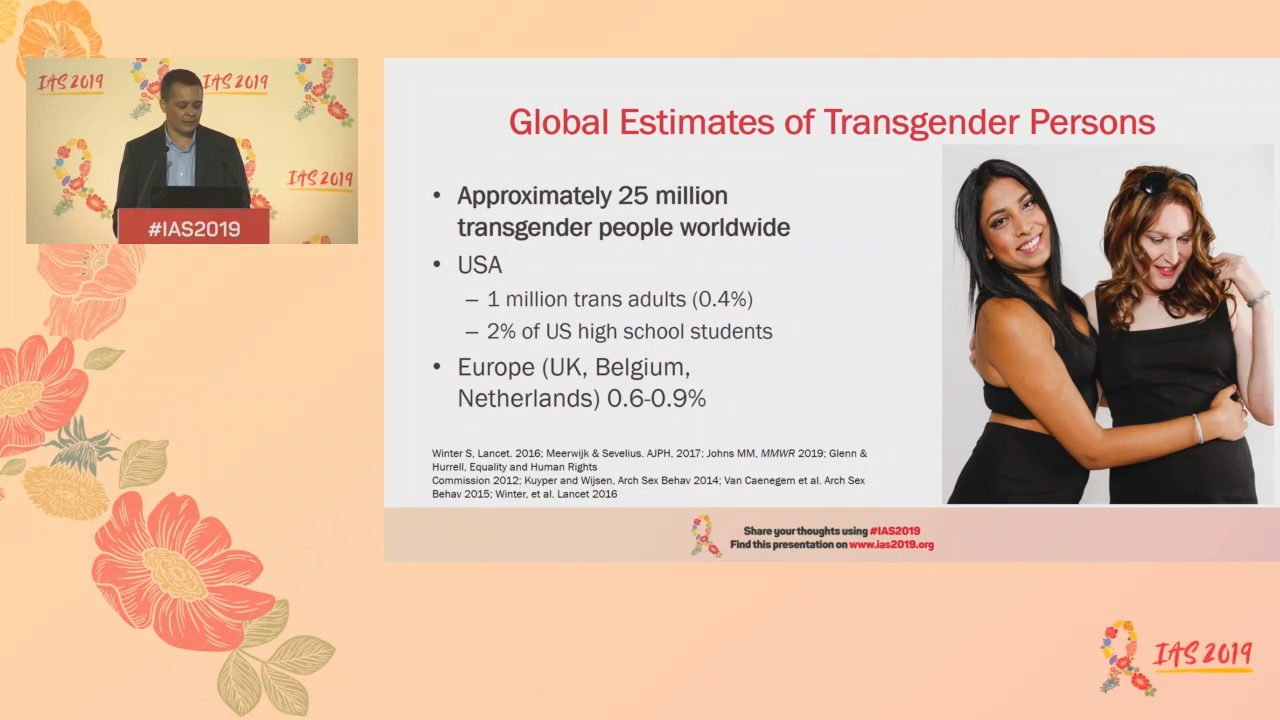 IAS 2019
IAS 2019
IAS 2019
#IAS2019
Global Estimates of Transgender Persons
• Approximately 25 million
transgender people worldwide
• USA
– 1 million trans adults (0.4%)
– 2% of US high school students
• Europe (UK, Belgium,
Netherlands) 0.6-0.9%
Winter S, Lancet. 2016; Meerwijk & Sevelius. AJPH, 2017; Johns MM, MMWR 2019; Glenn &
Hurrell, Equality and Human Rights
Commission 2012; Kuyper and Wijsen, Arch Sex Behav 2014; Van Caenegem et al. Arch Sex
Behav 2015; Winter, et al. Lancet 2016
Share your thoughts using #IAS2019
Find this presentation on www.ias2019.org
IAS 2019